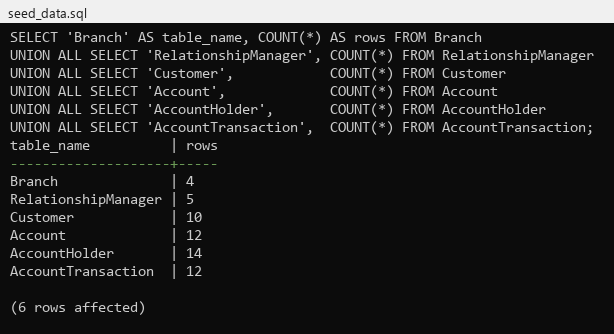 seed_data.sql
SELECT 'Branch' AS table_name, COUNT(*) AS rows FROM Branch
UNION ALL SELECT 'RelationshipManager', COUNT(*) FROM RelationshipManager
UNION ALL SELECT 'Customer',            COUNT(*) FROM Customer
UNION ALL SELECT 'Account',             COUNT(*) FROM Account
UNION ALL SELECT 'AccountHolder',       COUNT(*) FROM AccountHolder
UNION ALL SELECT 'AccountTransaction',  COUNT(*) FROM AccountTransaction;
table_name          | rows
--------------------+-----
Branch              | 4
RelationshipManager | 5
Customer            | 10
Account             | 12
AccountHolder       | 14
AccountTransaction  | 12
(6 rows affected)